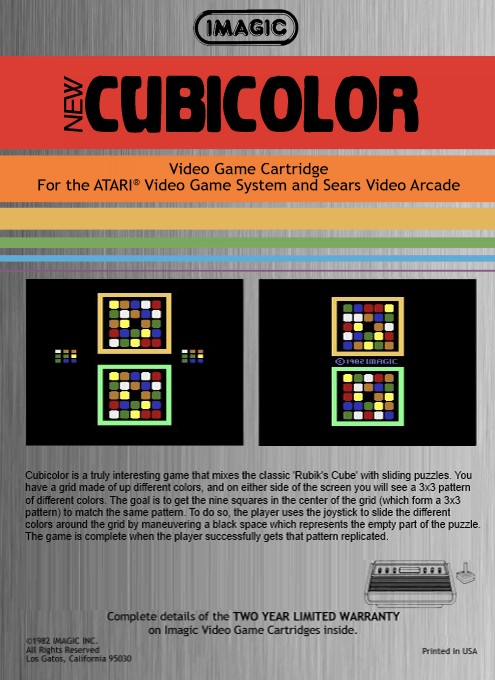 IMAGIC
NEW CUBICOLOR
Video Game Cartridge
For the ATARI® Video Game System and Sears Video Arcade
©1982 IMAGIC
Cubicolor is a truly interesting game that mixes the classic 'Rubik's Cube' with sliding puzzles. You
have a grid made of up different colors, and on either side of the screen you will see a 3x3 pattern
of different colors. The goal is to get the nine squares in the center of the grid (which form a 3x3
pattern) to match the same pattern. To do so, the player uses the joystick to slide the different
colors around the grid by maneuvering a black space which represents the empty part of the puzzle.
The game is complete when the player successfully gets that pattern replicated.
Complete details of the TWO YEAR LIMITED WARRANTY
on Imagic Video Game Cartridges inside.
©1982 IMAGIC INC.
All Rights Reserved
Los Gatos, California 95030
Printed in USA